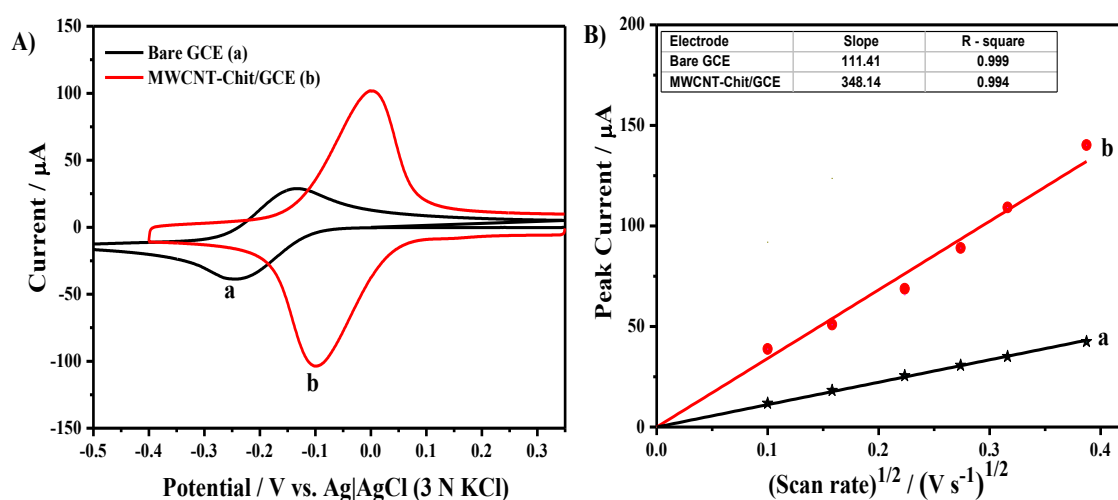 A)
Bare GCE (a)
MWCNT-Chit/GCE (b)
150
100
50
0
-50
-100
-150
Current / µA
a
b
-0.5 -0.4 -0.3 -0.2 -0.1 0.0 0.1 0.2 0.3
Potential / V vs. Ag|AgCl (3 N KCl)
B)
Electrode Slope R - square
Bare GCE 111.41 0.999
MWCNT-Chit/GCE 348.14 0.994
200
150
100
50
0
Peak Current / µA
b
a
0.0 0.1 0.2 0.3 0.4
(Scan rate)^1/2 / (V s^-1)^1/2